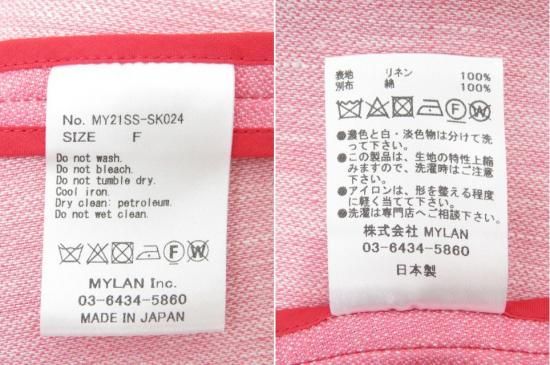 No. MY21SS-SK024
SIZE F
Do not wash.
Do not bleach.
Do not tumble dry.
Cool iron.
Dry clean: petroleum.
Do not wet clean.
F W
MYLAN Inc.
03-6434-5860
MADE IN JAPAN
表地 リネン 100%
別布 綿 100%
F W
●濃色と白・淡色物は分けて洗
って下さい。
●この製品は、生地の特性上縮
みますので、洗濯時はご注意
下さい。
●アイロンは、形を整える程度
に軽く当てて下さい。
●洗濯は専門店へご相談下さい。
株式会社 MYLAN
03-6434-5860
日本製